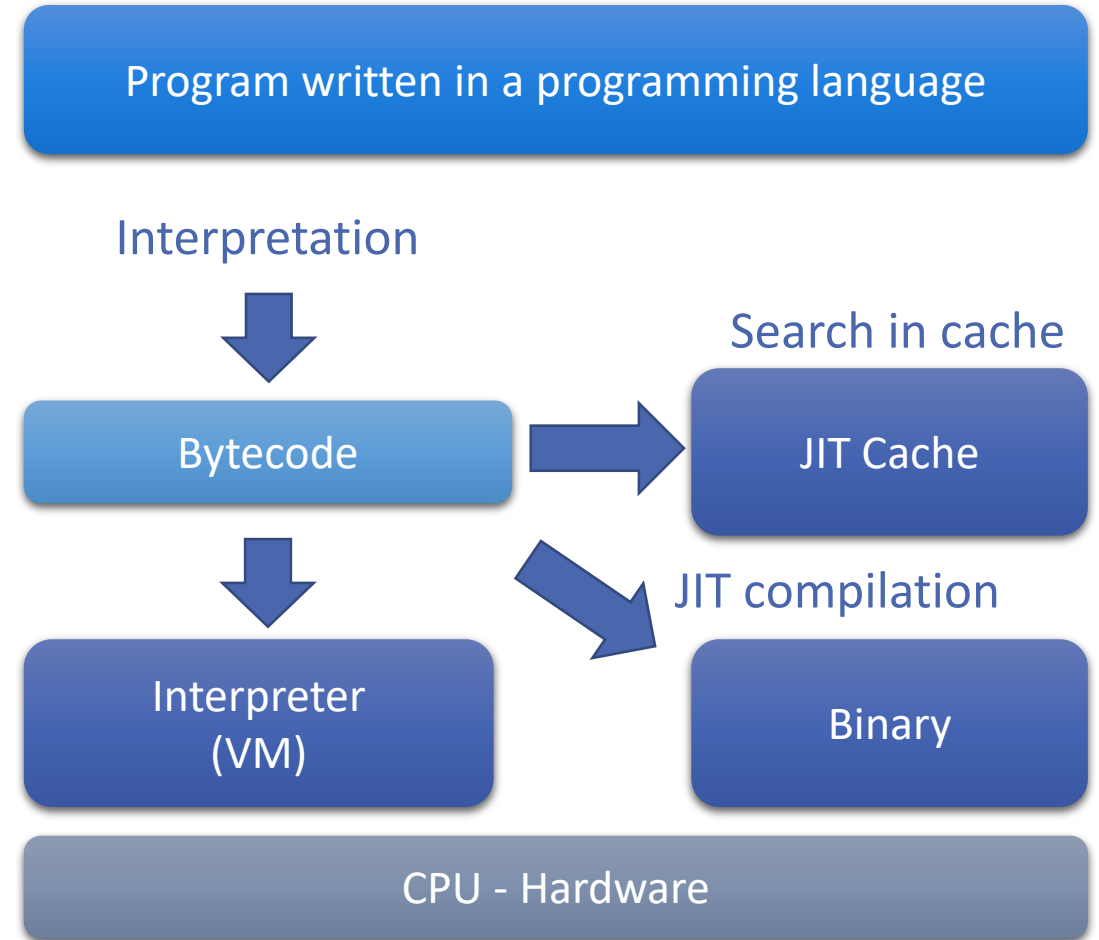 Program written in a programming language
Interpretation
Search in cache
Bytecode
JIT Cache
JIT compilation
Interpreter
(VM)
Binary
CPU - Hardware